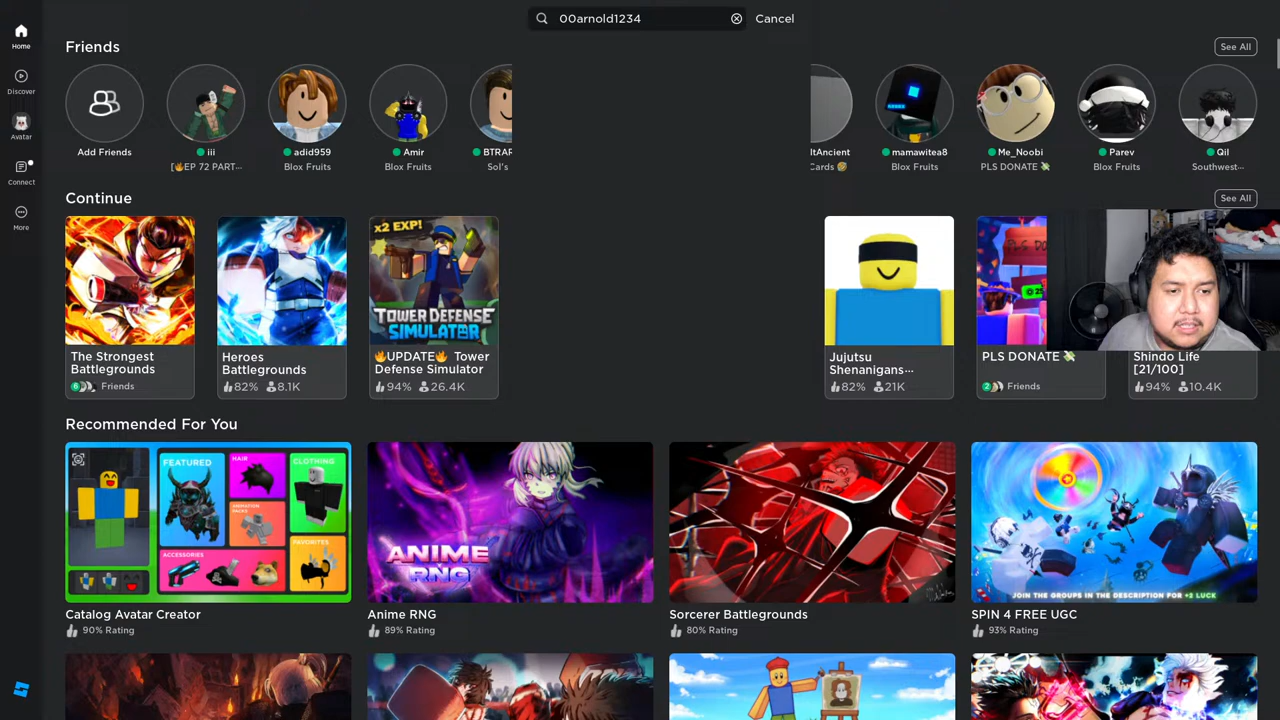 00arnold1234
Cancel
Home
Discover
Avatar
Connect
More
Friends
See All
Add Friends
iii
[🔥EP 72 PART...
adid959
Blox Fruits
Amir
Blox Fruits
BTRAR
Sol's
ltAncient
Cards
mamawitea8
Blox Fruits
Me_Noobi
PLS DONATE 💸
Parev
Blox Fruits
Qil
Southwest...
Continue
See All
x2 EXP!
TOWER DEFENSE
SIMULATOR
PLS DO
The Strongest
Battlegrounds
6 Friends
Heroes
Battlegrounds
82% 8.1K
🔥UPDATE🔥 Tower
Defense Simulator
94% 26.4K
Jujutsu
Shenanigans...
82% 21K
PLS DONATE 💸
2 Friends
Shindo Life
[21/100]
94% 10.4K
Recommended For You
FEATURED
HAIR
CLOTHING
ANIMATION
PACKS
ACCESSORIES
FAVORITES
ANIME
RNG
JOIN THE GROUPS IN THE DESCRIPTION FOR +2 LUCK
Catalog Avatar Creator
90% Rating
Anime RNG
89% Rating
Sorcerer Battlegrounds
80% Rating
SPIN 4 FREE UGC
93% Rating